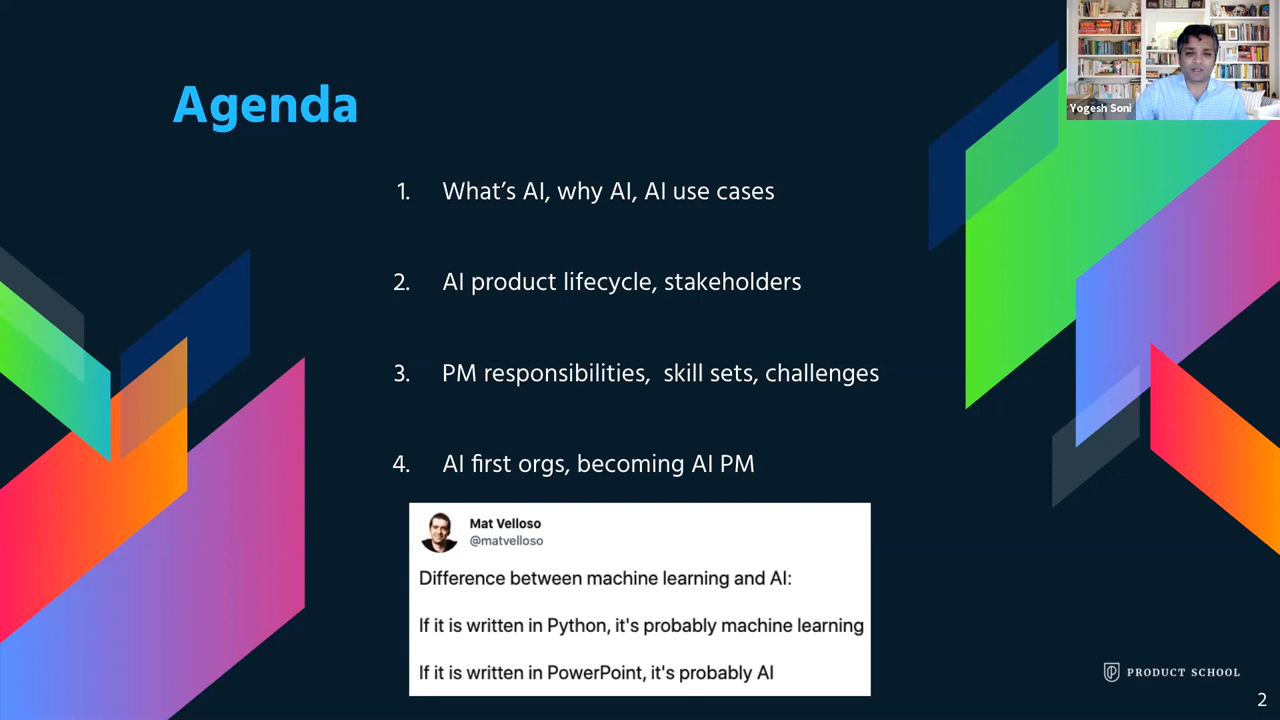 Yogesh Soni
Agenda
1. What's AI, why AI, AI use cases
2. AI product lifecycle, stakeholders
3. PM responsibilities,  skill sets, challenges
4. AI first orgs, becoming AI PM
Mat Velloso
@matvelloso
Difference between machine learning and AI:
If it is written in Python, it's probably machine learning
If it is written in PowerPoint, it's probably AI
PRODUCT SCHOOL
2